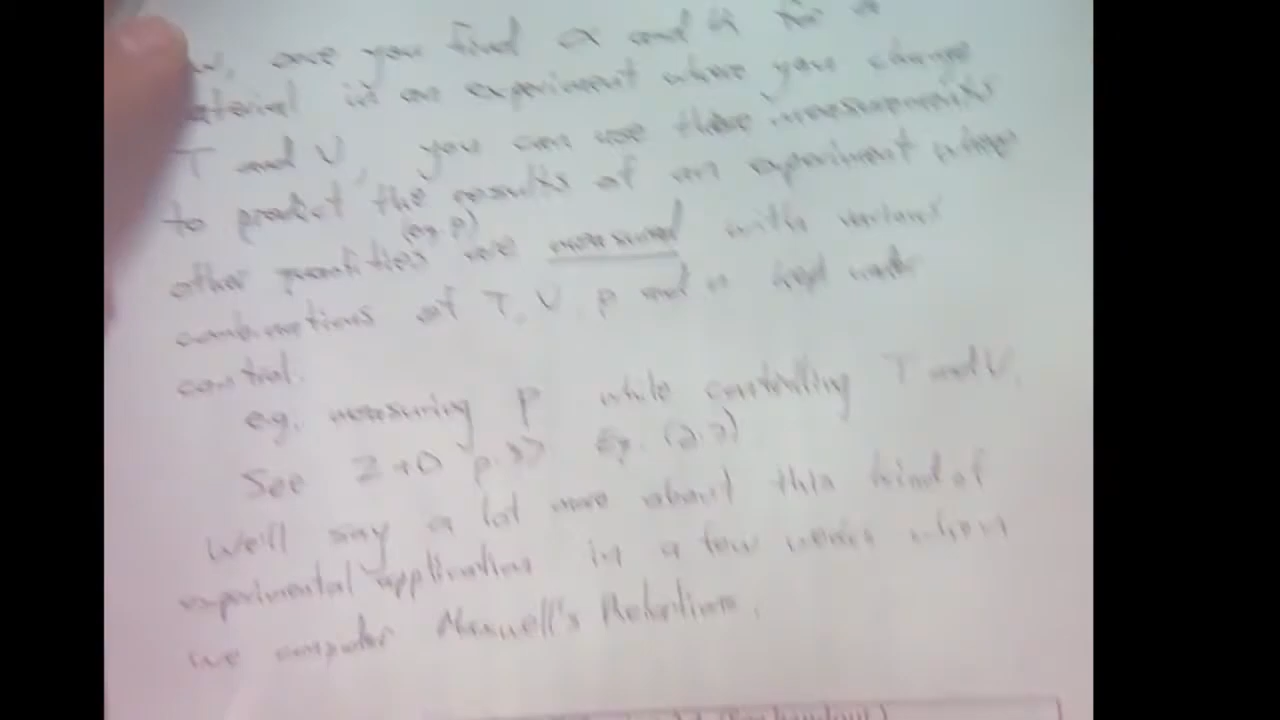 w, once you find α and κ for a
material in an experiment where you change
T and V, you can use these measurements
to predict the results of an experiment where
(eg. P)
other quantities are measured with various
combinations of T, V, p and n kept under
control.
eg. measuring P while controlling T and V.
See Z+D p. 37 Eq. (2.7)
We'll say a lot more about this kind of
experimental application in a few weeks when
we compute Maxwell's Relations.